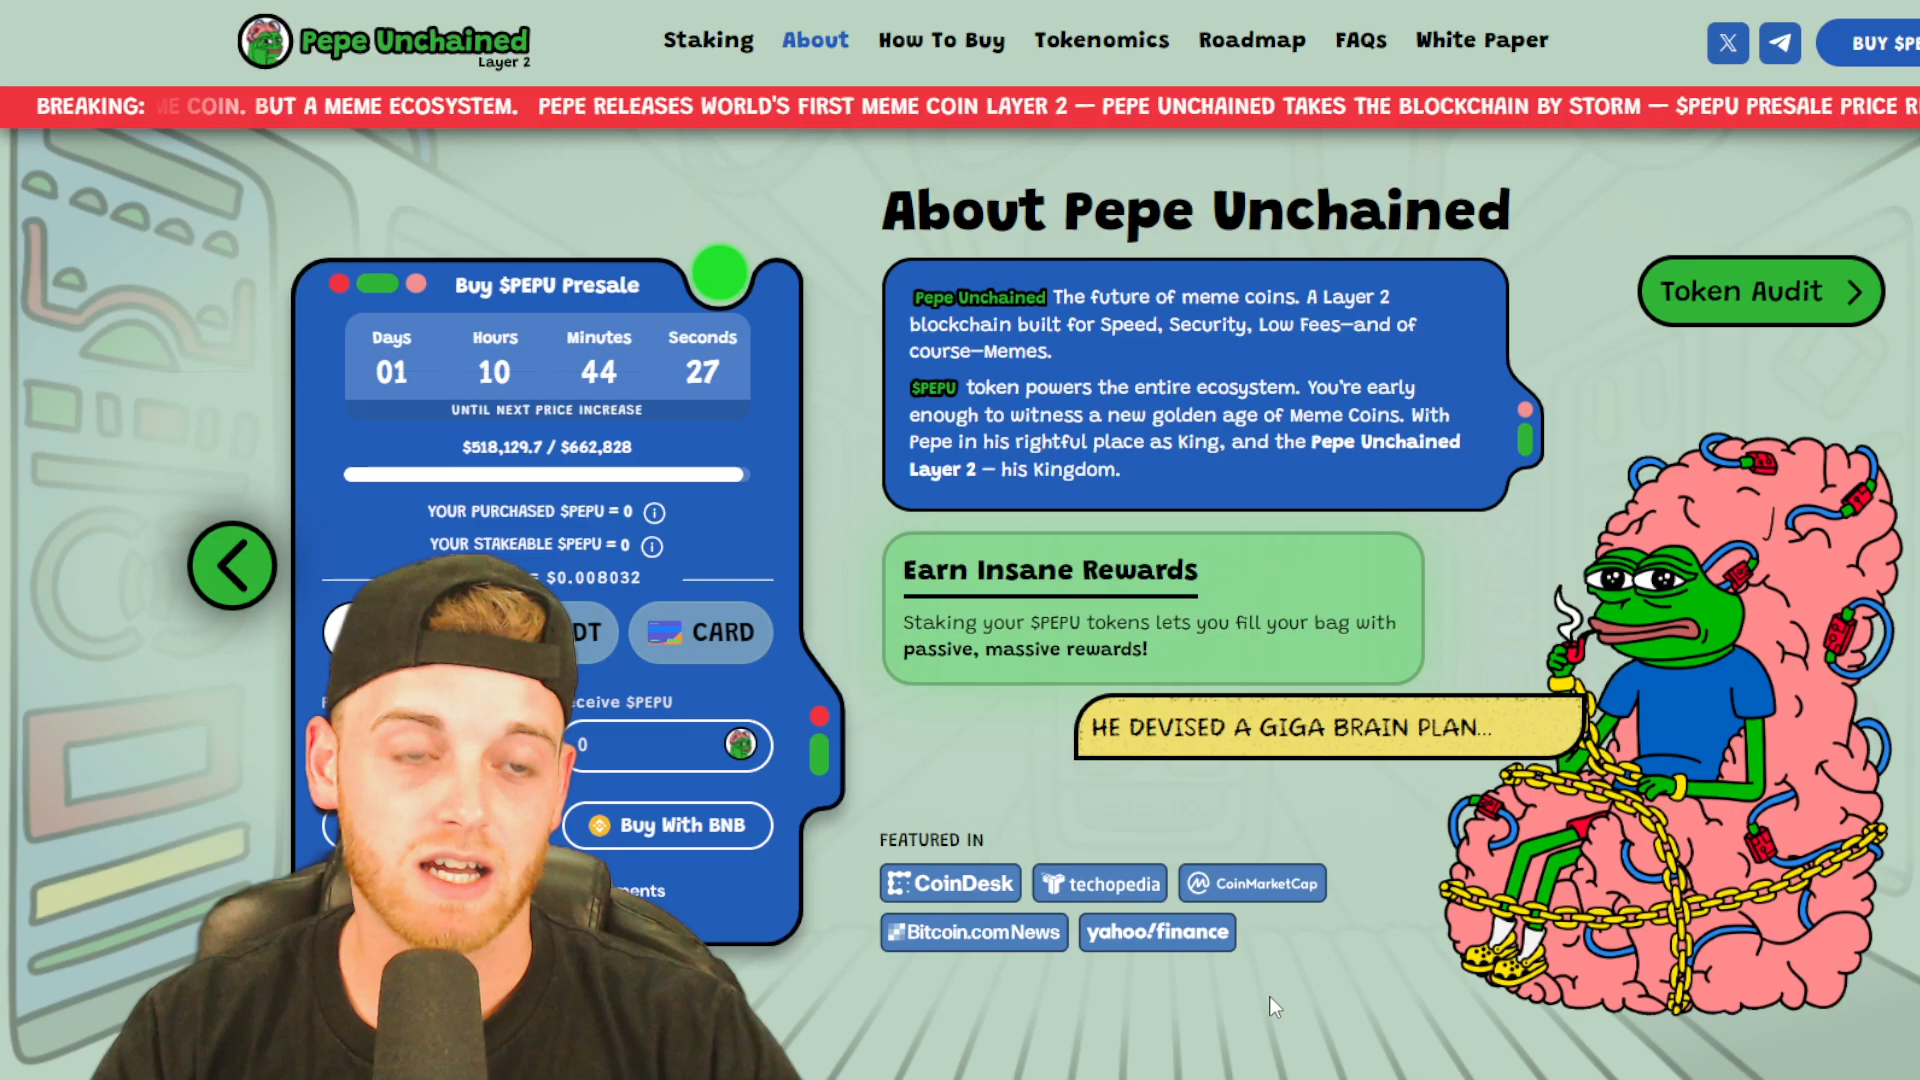 Pepe Unchained
Layer 2
Staking About How To Buy Tokenomics Roadmap FAQs White Paper
BREAKING: ME COIN. BUT A MEME ECOSYSTEM. PEPE RELEASES WORLD'S FIRST MEME COIN LAYER 2 — PEPE UNCHAINED TAKES THE BLOCKCHAIN BY STORM — $PEPU PRESALE PRICE
Buy $PEPU Presale
Days Hours Minutes Seconds
01 10 44 27
UNTIL NEXT PRICE INCREASE
$518,129.7 / $662,828
YOUR PURCHASED $PEPU = 0
YOUR STAKEABLE $PEPU = 0
= $0.008032
CARD
$PEPU
0
Buy With BNB
About Pepe Unchained
Pepe Unchained The future of meme coins. A Layer 2
blockchain built for Speed, Security, Low Fees—and of
course—Memes.
$PEPU token powers the entire ecosystem. You're early
enough to witness a new golden age of Meme Coins. With
Pepe in his rightful place as King, and the Pepe Unchained
Layer 2 — his Kingdom.
Token Audit
Earn Insane Rewards
Staking your $PEPU tokens lets you fill your bag with
passive, massive rewards!
HE DEVISED A GIGA BRAIN PLAN...
FEATURED IN
CoinDesk techopedia CoinMarketCap
Bitcoin.com News yahoo!finance